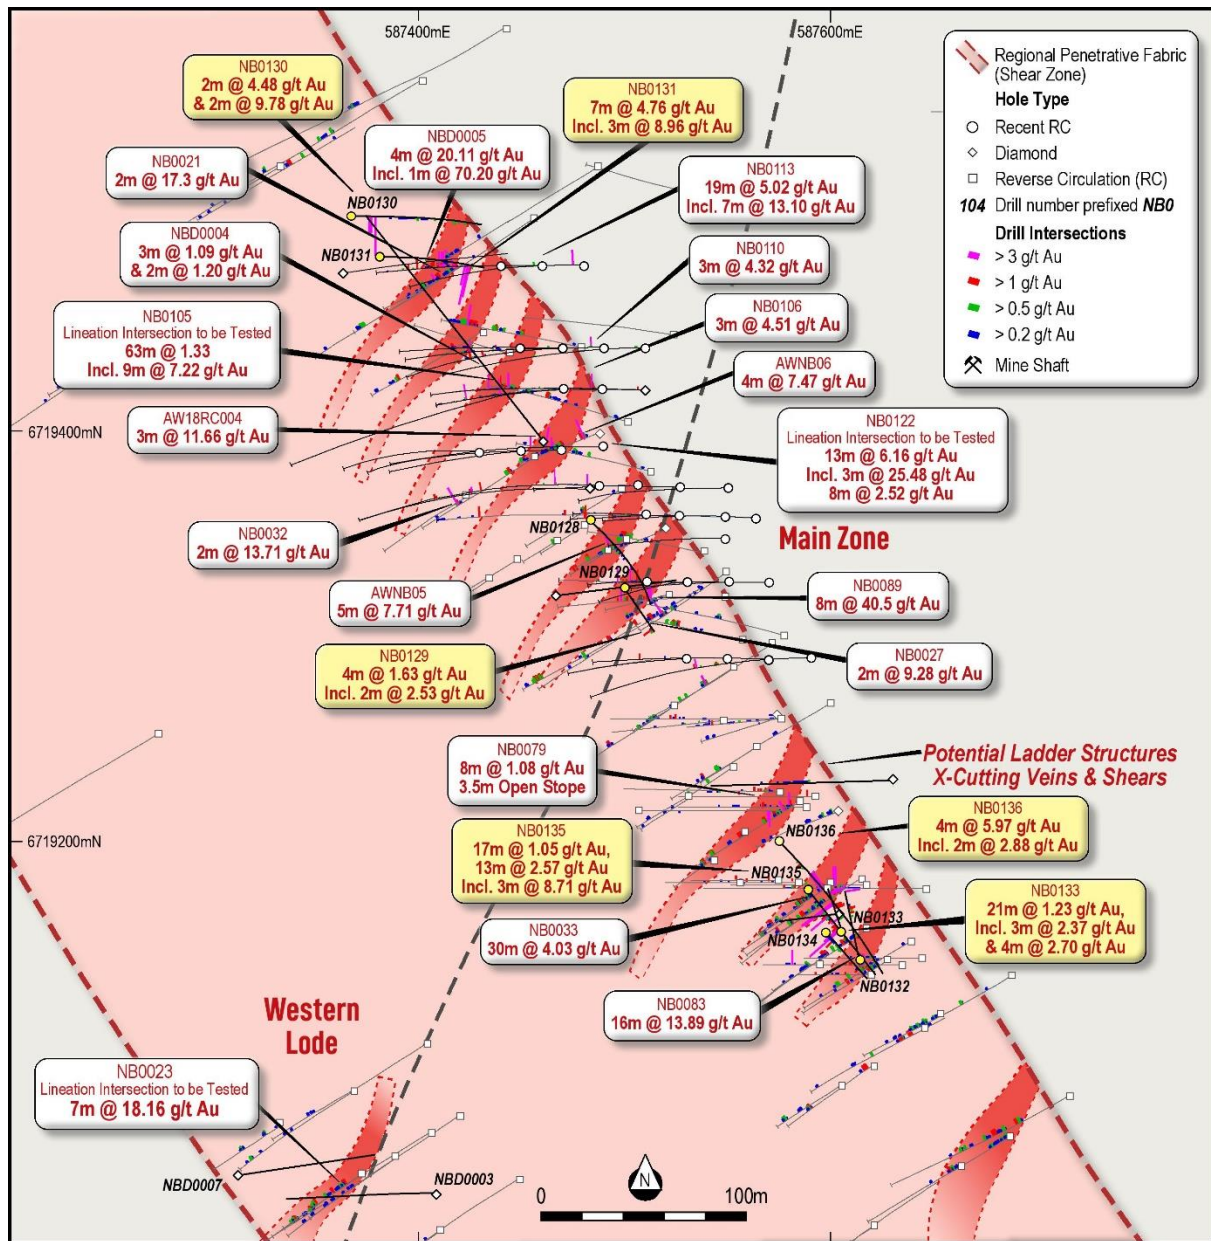 587400mE
587600mE
Regional Penetrative Fabric
(Shear Zone)
Hole Type
Recent RC
Diamond
Reverse Circulation (RC)
104 Drill number prefixed NB0
Drill Intersections
> 3 g/t Au
> 1 g/t Au
> 0.5 g/t Au
> 0.2 g/t Au
Mine Shaft
NB0130
2m @ 4.48 g/t Au
& 2m @ 9.78 g/t Au
NB0131
7m @ 4.76 g/t Au
Incl. 3m @ 8.96 g/t Au
NBD0005
4m @ 20.11 g/t Au
Incl. 1m @ 70.20 g/t Au
NB0021
2m @ 17.3 g/t Au
NB0113
19m @ 5.02 g/t Au
Incl. 7m @ 13.10 g/t Au
NB0130
NBD0004
3m @ 1.09 g/t Au
& 2m @ 1.20 g/t Au
NB0131
NB0110
3m @ 4.32 g/t Au
NB0105
Lineation Intersection to be Tested
63m @ 1.33
Incl. 9m @ 7.22 g/t Au
NB0106
3m @ 4.51 g/t Au
AWNB06
4m @ 7.47 g/t Au
6719400mN
AW18RC004
3m @ 11.66 g/t Au
NB0122
Lineation Intersection to be Tested
13m @ 6.16 g/t Au
Incl. 3m @ 25.48 g/t Au
8m @ 2.52 g/t Au
NB0032
2m @ 13.71 g/t Au
NB0128
Main Zone
NB0129
AWNB05
5m @ 7.71 g/t Au
NB0089
8m @ 40.5 g/t Au
NB0129
4m @ 1.63 g/t Au
Incl. 2m @ 2.53 g/t Au
NB0027
2m @ 9.28 g/t Au
NB0079
8m @ 1.08 g/t Au
3.5m Open Stope
Potential Ladder Structures
X-Cutting Veins & Shears
6719200mN
NB0135
17m @ 1.05 g/t Au,
13m @ 2.57 g/t Au
Incl. 3m @ 8.71 g/t Au
NB0136
NB0136
4m @ 5.97 g/t Au
Incl. 2m @ 2.88 g/t Au
NB0135
NB0033
30m @ 4.03 g/t Au
NB0133
NB0134
NB0133
21m @ 1.23 g/t Au,
Incl. 3m @ 2.37 g/t Au
& 4m @ 2.70 g/t Au
NB0132
NB0083
16m @ 13.89 g/t Au
Western
Lode
NB0023
Lineation Intersection to be Tested
7m @ 18.16 g/t Au
NBD0007
NBD0003
N
0
100m